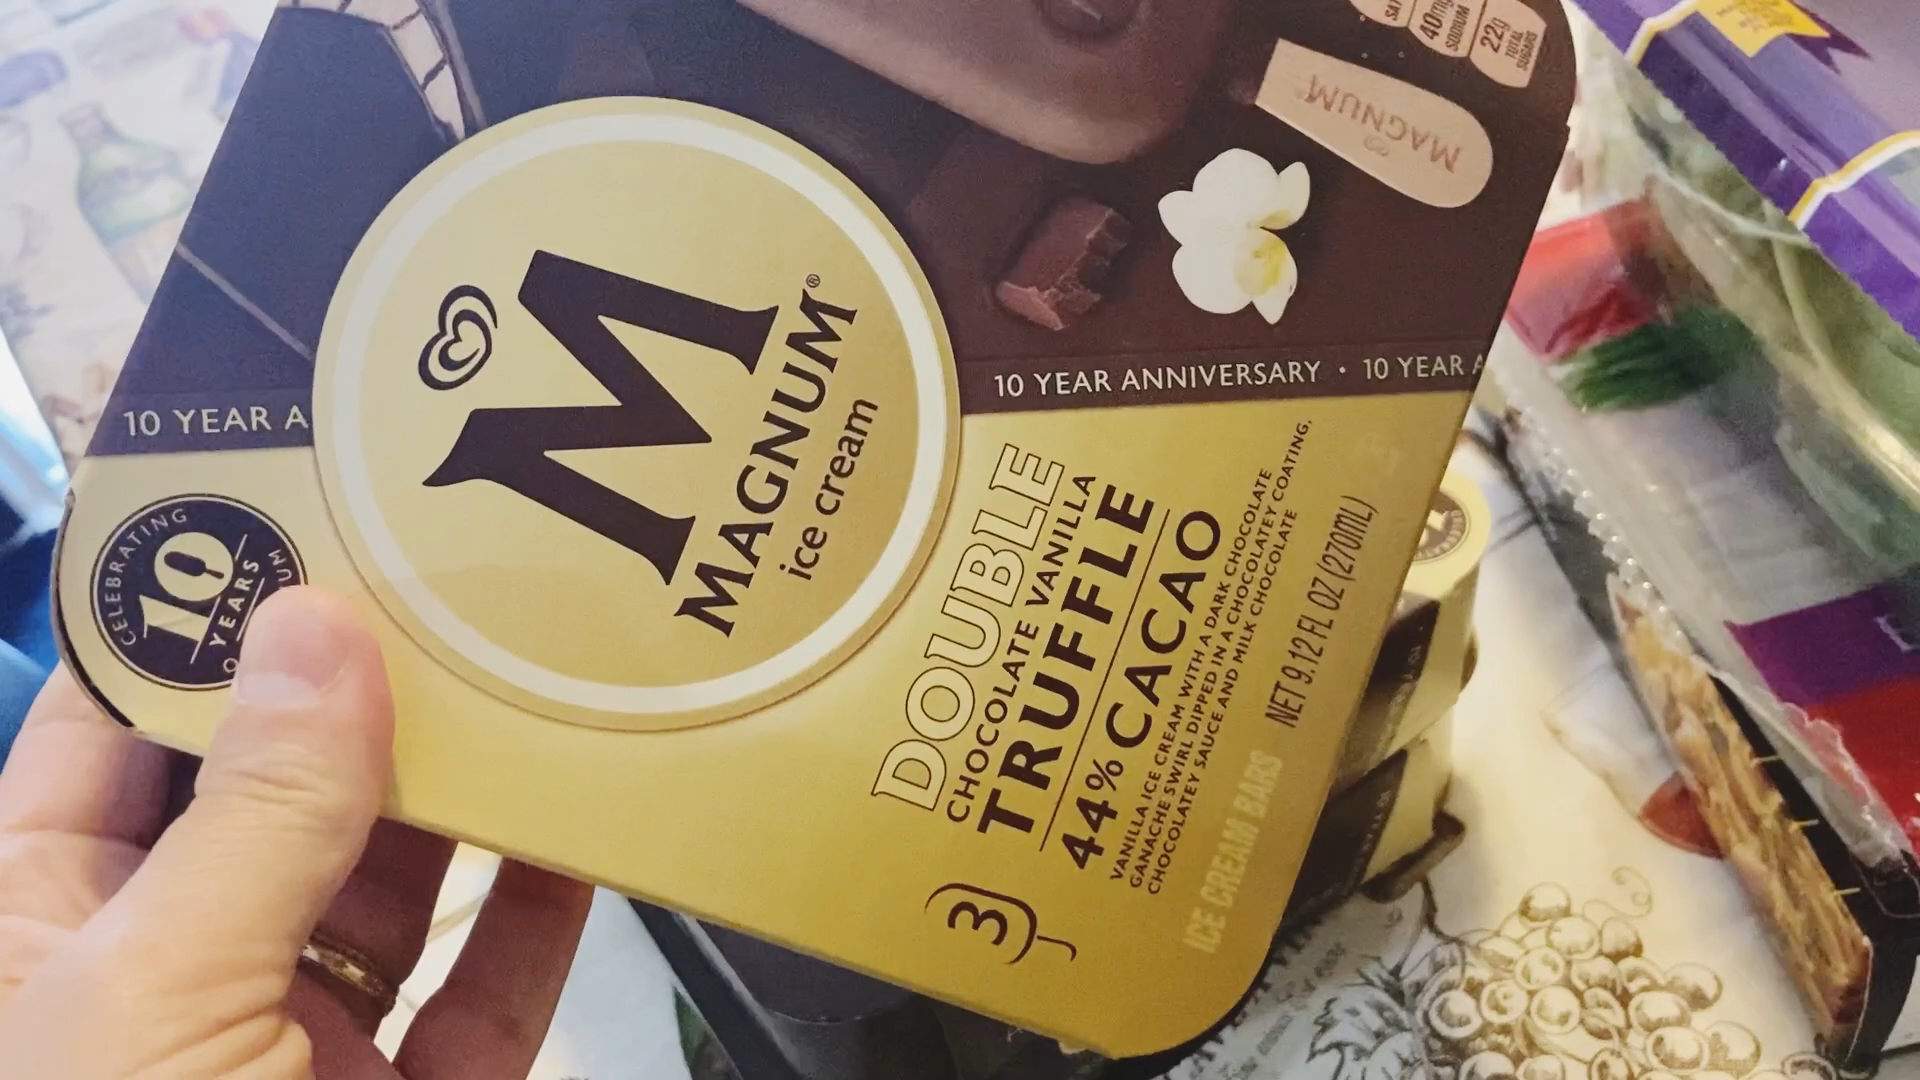 SAT
40mg
SODIUM
22g
TOTAL
SUGARS
MAGNUM
10 YEAR A
10 YEAR ANNIVERSARY · 10 YEAR A
M
MAGNUM®
ice cream
CELEBRATING
10
YEARS
O UM
DOUBLE
CHOCOLATE VANILLA
TRUFFLE
44% CACAO
VANILLA ICE CREAM WITH A DARK CHOCOLATE
GANACHE SWIRL DIPPED IN A CHOCOLATEY COATING,
CHOCOLATEY SAUCE AND MILK CHOCOLATE
3
ICE CREAM BARS
NET 9.12 FL OZ (270mL)